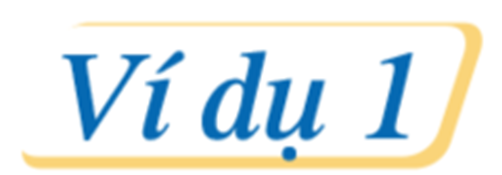 Ví dụ 1